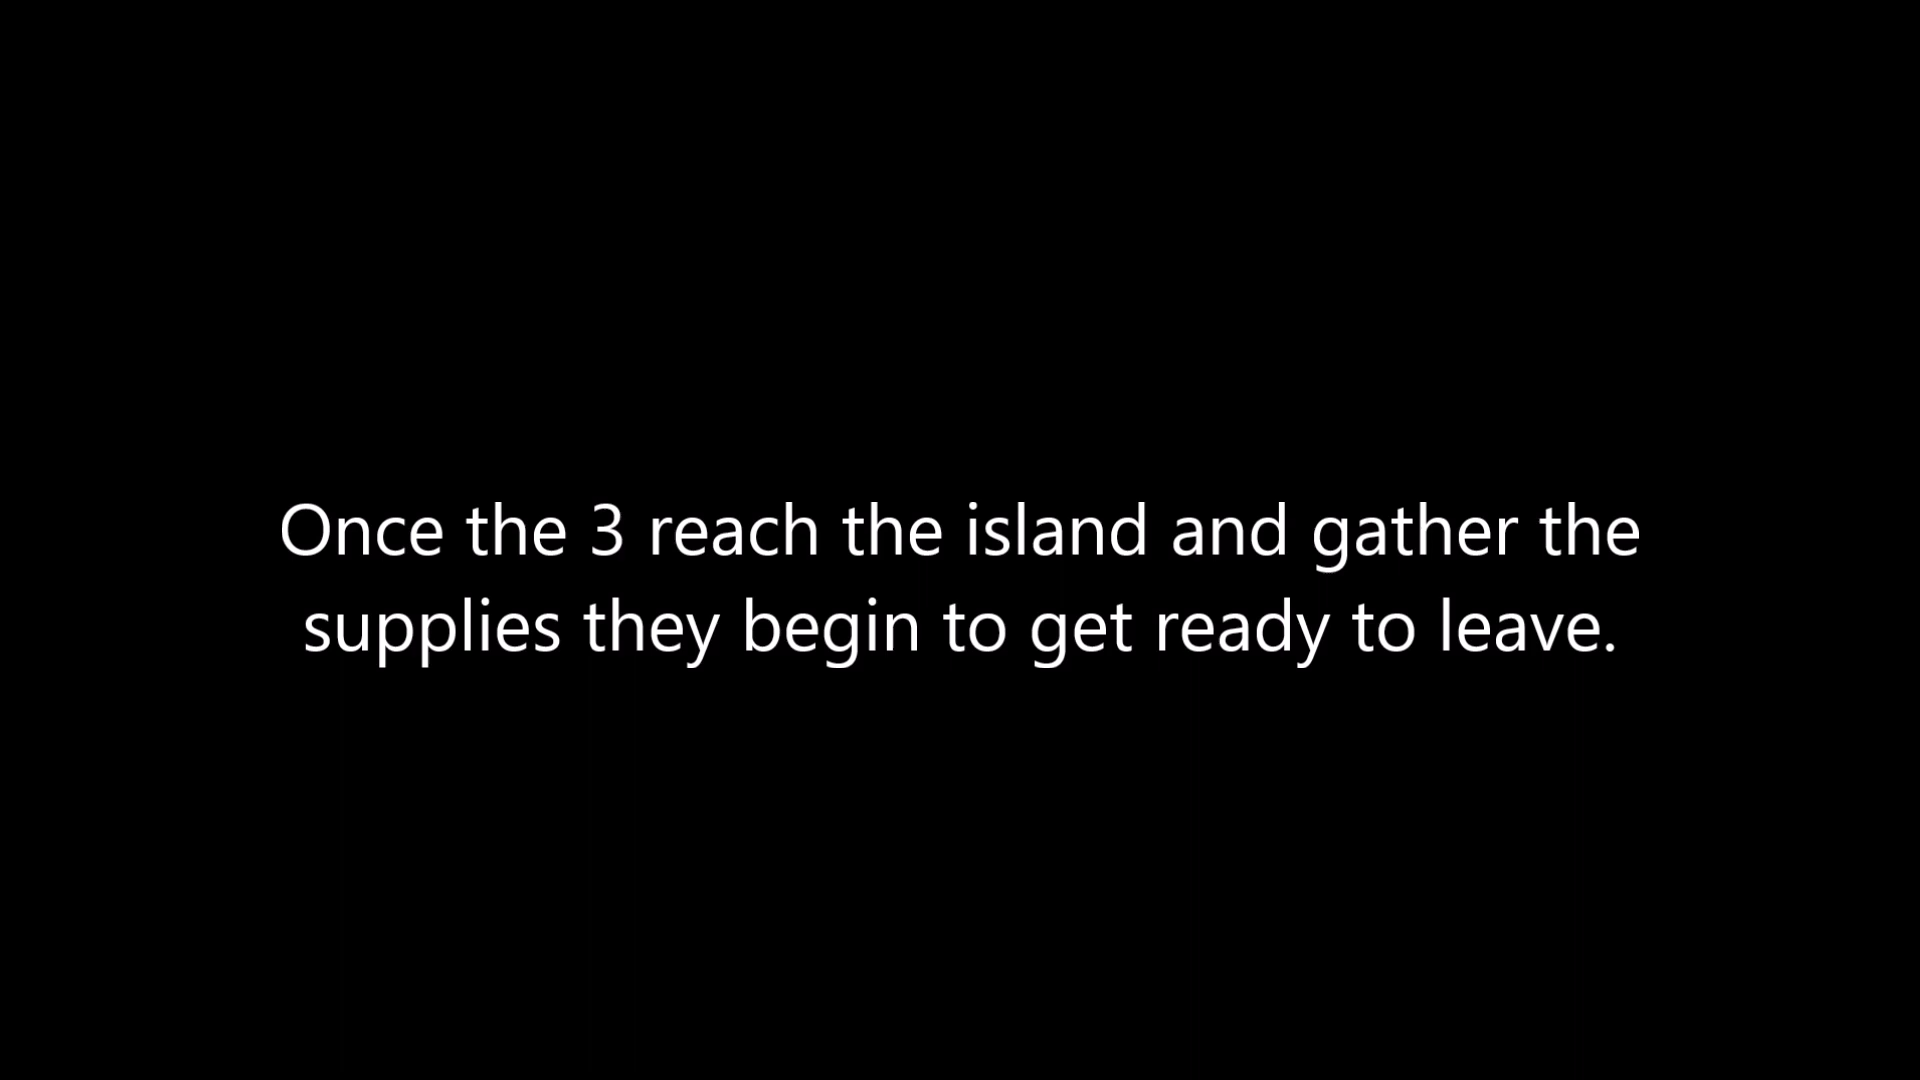 Once the 3 reach the island and gather the
supplies they begin to get ready to leave.